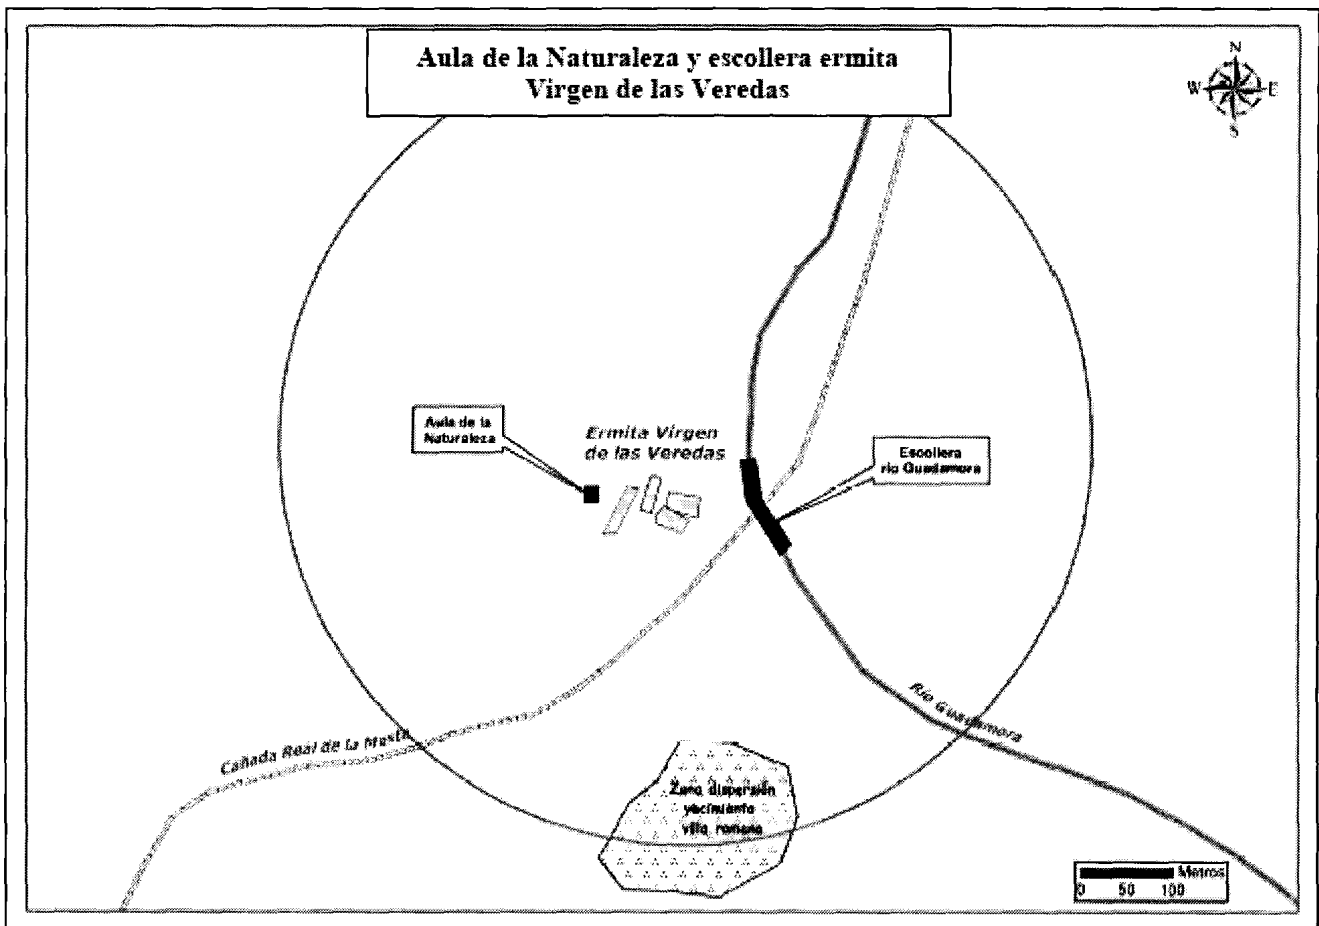 Aula de la Naturaleza y escollera ermita
Virgen de las Veredas
N
W E
S
Aula de la
Naturaleza
Ermita Virgen
de las Veredas
Escollera
río Guadamora
Cañada Real de la Mesta
Río Guadamora
Zona dispersión
yacimiento
villa romana
Metros
0 50 100